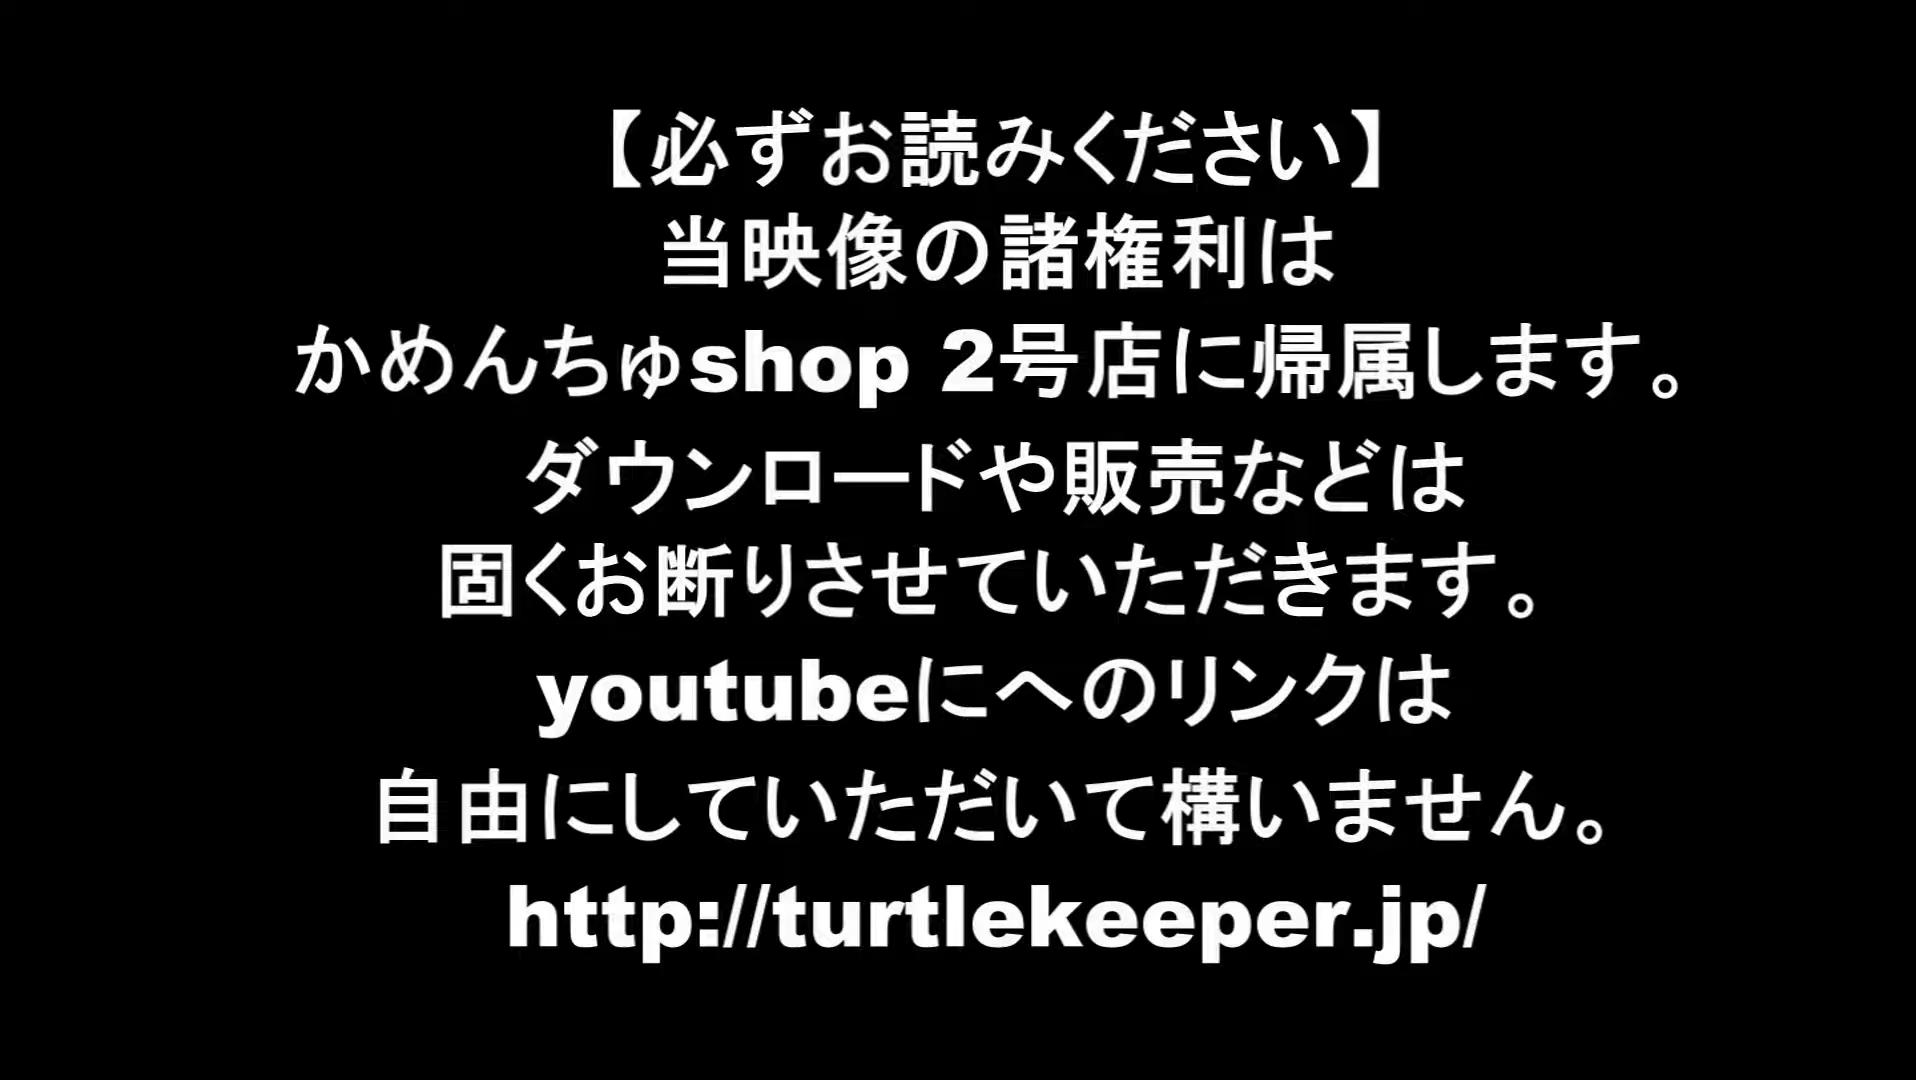 【必ずお読みください】
当映像の諸権利は
かめんちゅshop 2号店に帰属します。
ダウンロードや販売などは
固くお断りさせていただきます。
youtubeにへのリンクは
自由にしていただいて構いません。
http://turtlekeeper.jp/